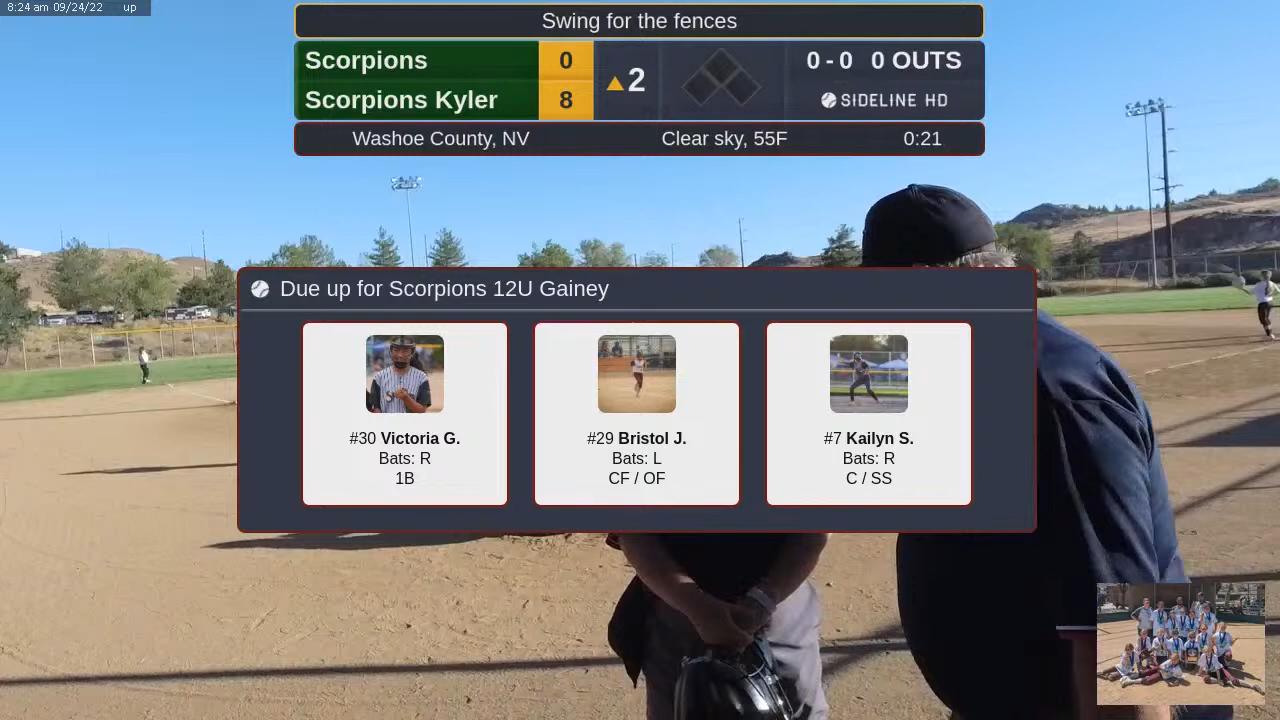 8:24 am 09/24/22 up
Swing for the fences
Scorpions 0
Scorpions Kyler 8
▲2
0 - 0 0 OUTS
SIDELINE HD
Washoe County, NV Clear sky, 55F 0:21
Due up for Scorpions 12U Gainey
#30 Victoria G.
Bats: R
1B
#29 Bristol J.
Bats: L
CF / OF
#7 Kailyn S.
Bats: R
C / SS